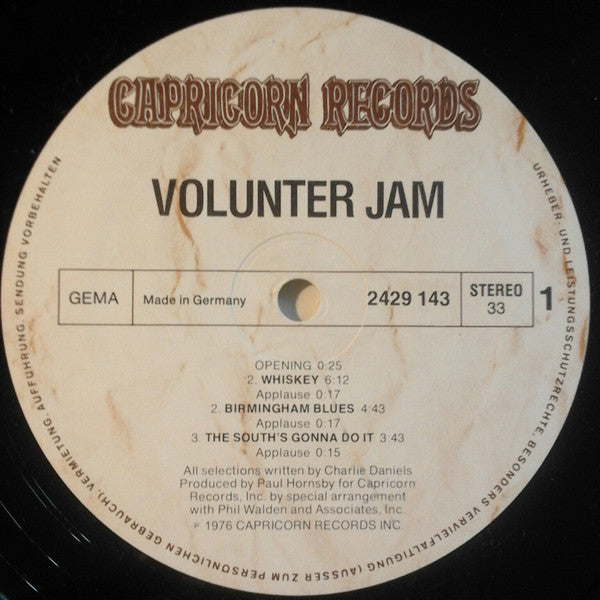 CAPRICORN RECORDS
VOLUNTER JAM
GEMA
Made in Germany
2429 143
STEREO
33
1
OPENING 0:25
2. WHISKEY 6:12
Applause 0:17
2. BIRMINGHAM BLUES 4:43
Applause 0:17
3. THE SOUTH'S GONNA DO IT 3:43
Applause 0:15
All selections written by Charlie Daniels
Produced by Paul Hornsby for Capricorn
Records, Inc. by special arrangement
with Phil Walden and Associates, Inc.
℗ 1976 CAPRICORN RECORDS INC.
URHEBER- UND LEISTUNGSSCHUTZRECHTE, BESONDERS VERVIELFÄLTIGUNG (AUSSER ZUM PERSÖNLICHEN GEBRAUCH), VERMIETUNG, AUFFÜHRUNG, SENDUNG VORBEHALTEN